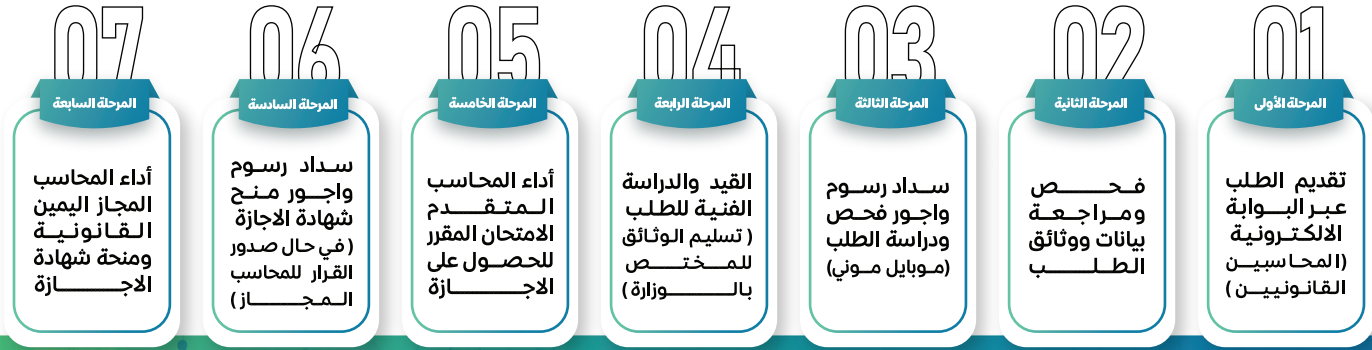 01
المرحلة الأولى
تقديم الطلب
عبر البوابة
الالكترونية
(المحاسبين
القانونيين)
02
المرحلة الثانية
فحص
ومراجعة
بيانات ووثائق
الطلب
03
المرحلة الثالثة
سداد رسوم
واجور فحص
ودراسة الطلب
(موبايل موني)
04
المرحلة الرابعة
القيد والدراسة
الفنية للطلب
(تسليم الوثائق
للمختص
بالوزارة)
05
المرحلة الخامسة
أداء المحاسب
المتقدم
الامتحان المقرر
للحصول على
الاجازة
06
المرحلة السادسة
سداد رسوم
واجور منح
شهادة الاجازة
(في حال صدور
القرار للمحاسب
المجاز)
07
المرحلة السابعة
أداء المحاسب
المجاز اليمين
القانونية
ومنحة شهادة
الاجازة